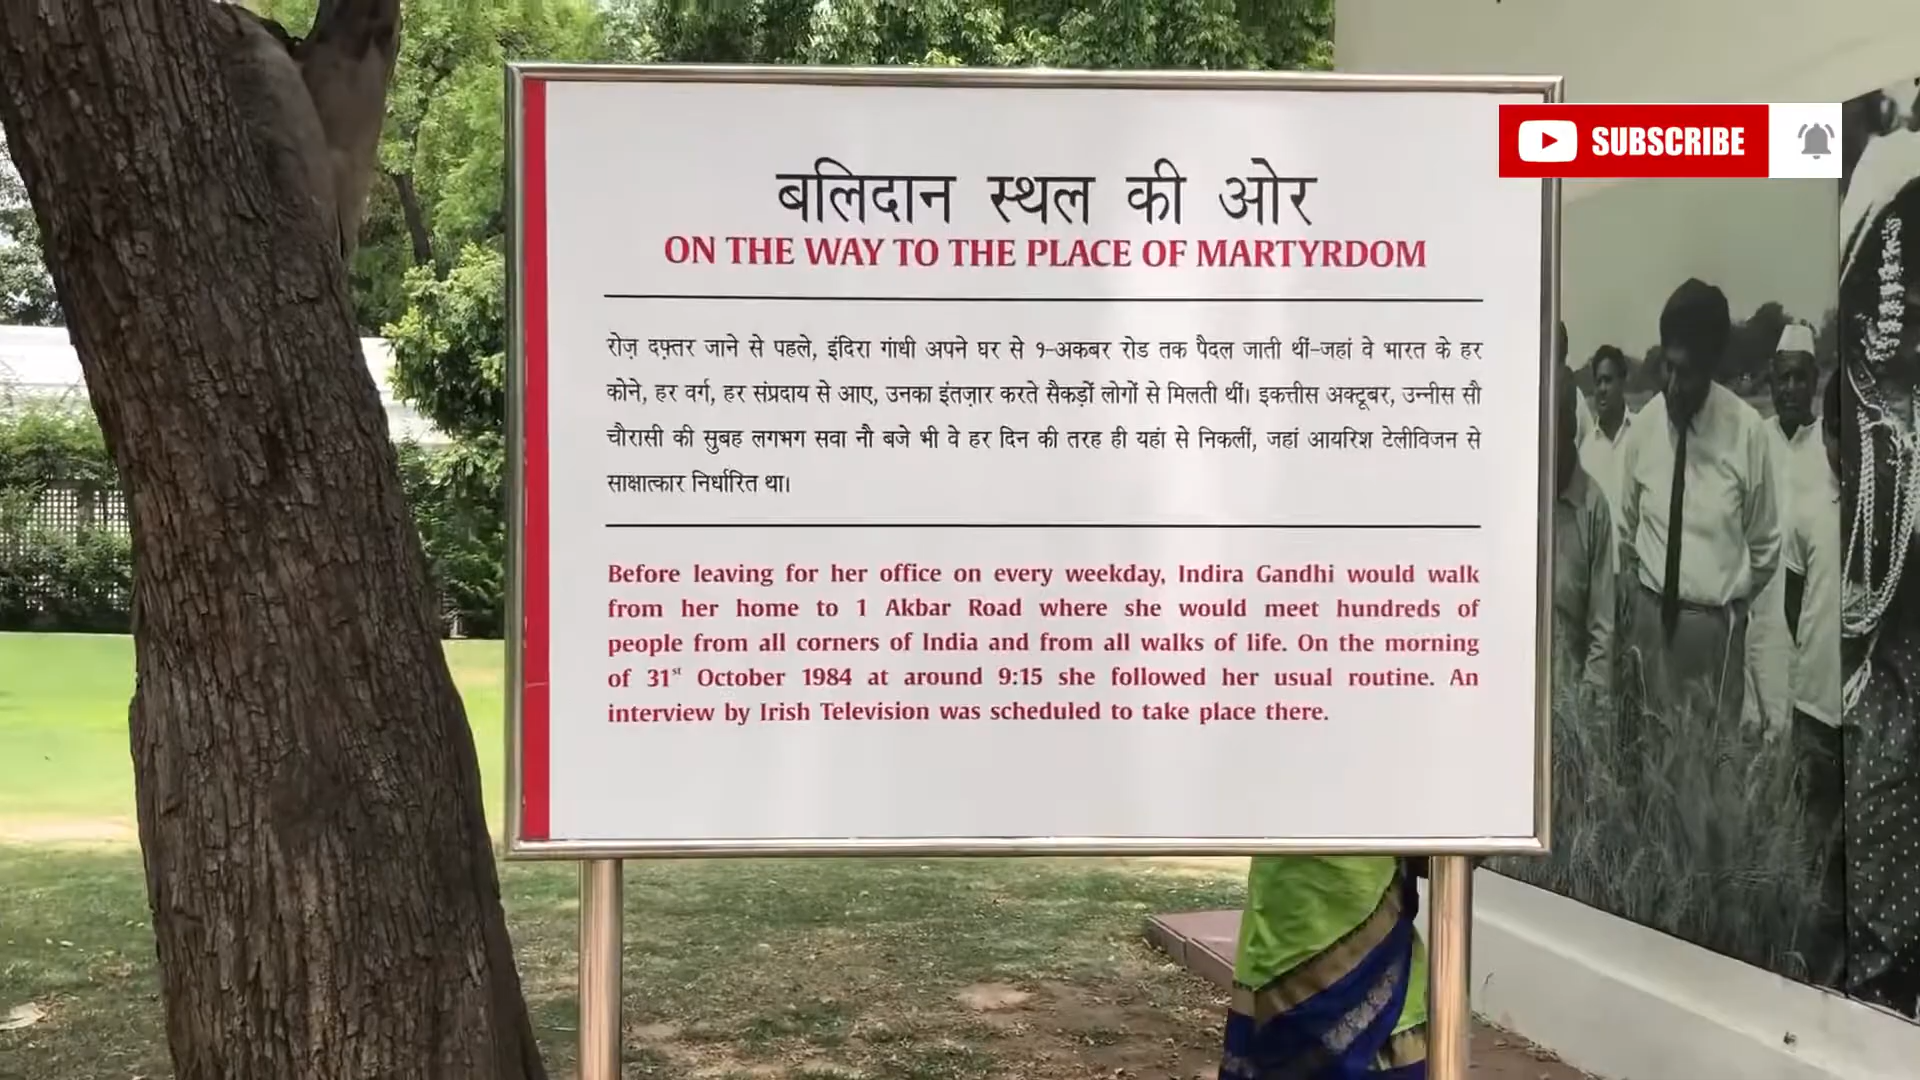 SUBSCRIBE
बलिदान स्थल की ओर
ON THE WAY TO THE PLACE OF MARTYRDOM
रोज़ दफ़्तर जाने से पहले, इंदिरा गांधी अपने घर से १-अकबर रोड तक पैदल जाती थीं-जहां वे भारत के हर
कोने, हर वर्ग, हर संप्रदाय से आए, उनका इंतज़ार करते सैकड़ों लोगों से मिलती थीं। इकत्तीस अक्टूबर, उन्नीस सौ
चौरासी की सुबह लगभग सवा नौ बजे भी वे हर दिन की तरह ही यहां से निकलीं, जहां आयरिश टेलीविजन से
साक्षात्कार निर्धारित था।
Before leaving for her office on every weekday, Indira Gandhi would walk
from her home to 1 Akbar Road where she would meet hundreds of
people from all corners of India and from all walks of life. On the morning
of 31st October 1984 at around 9:15 she followed her usual routine. An
interview by Irish Television was scheduled to take place there.